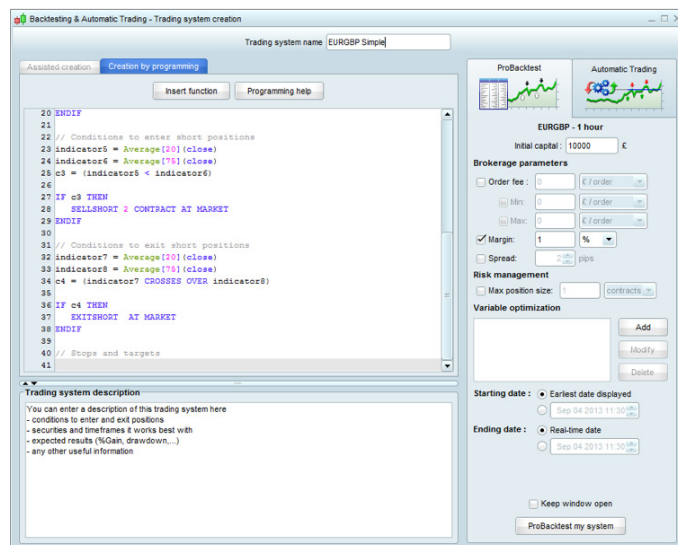 Backtesting & Automatic Trading - Trading system creation
Trading system name EURGBP Simple
Assisted creation Creation by programming
Insert function Programming help
20 ENDIF
21
22 // Conditions to enter short positions
23 indicator5 = Average[20](close)
24 indicator6 = Average[75](close)
25 c3 = (indicator5 < indicator6)
26
27 IF c3 THEN
28 SELLSHORT 2 CONTRACT AT MARKET
29 ENDIF
30
31 // Conditions to exit short positions
32 indicator7 = Average[20](close)
33 indicator8 = Average[75](close)
34 c4 = (indicator7 CROSSES OVER indicator8)
35
36 IF c4 THEN
37 EXITSHORT AT MARKET
38 ENDIF
39
40 // Stops and targets
41
Trading system description
You can enter a description of this trading system here
- conditions to enter and exit positions
- securities and timeframes it works best with
- expected results (%Gain, drawdown,...)
- any other useful information
ProBacktest Automatic Trading
EURGBP - 1 hour
Initial capital : 10000 £
Brokerage parameters
Order fee : 0 £ / order
Min: 0 £ / order
Max: 0 £ / order
Margin: 1 %
Spread: 2 pips
Risk management
Max position size: 1 contracts
Variable optimization
Add
Modify
Delete
Starting date : Earliest date displayed
Sep 04 2013 11:30
Ending date : Real-time date
Sep 04 2013 11:30
Keep window open
ProBacktest my system